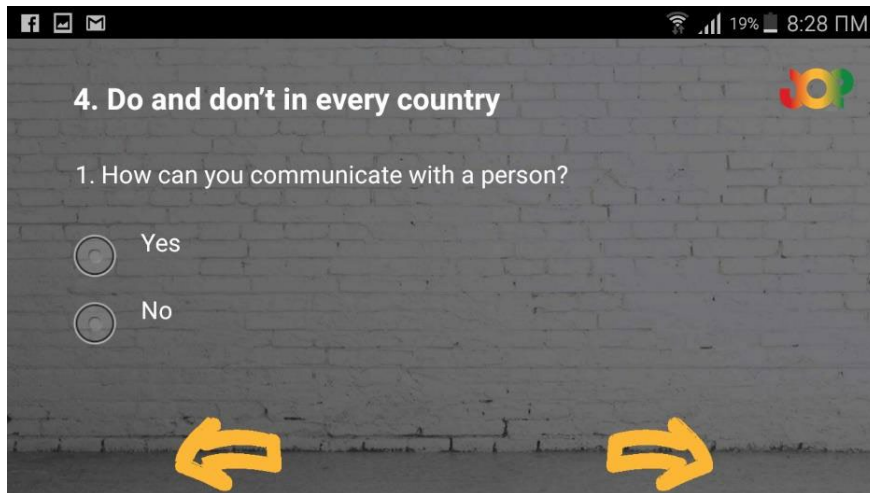 19% 8:28 ΠΜ
JOP
4. Do and don't in every country
1. How can you communicate with a person?
Yes
No